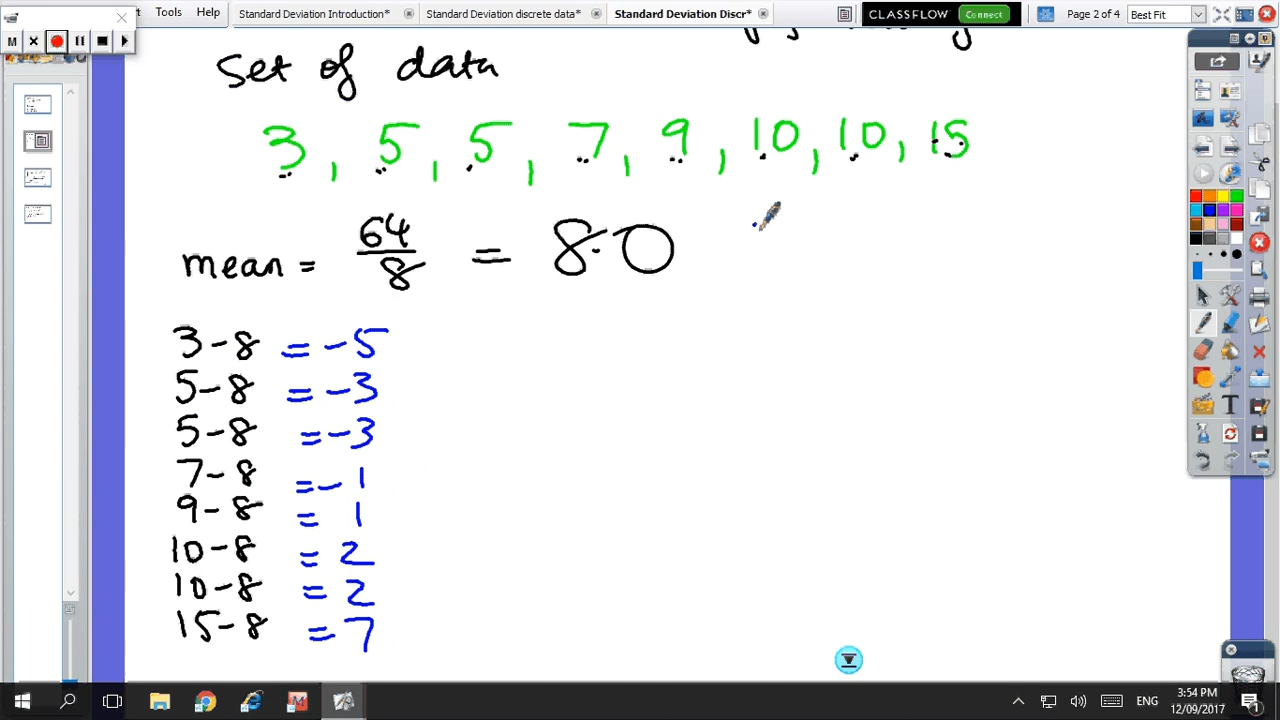 Tools Help Standard Deviation Introduction* Standard Deviation discrete data* Standard Deviation Discr* CLASSFLOW Connect Page 2 of 4 Best Fit
M
set of data
3, 5, 5, 7, 9, 10, 10, 15
mean = 64/8 = 8.0
3-8 = -5
5-8 = -3
5-8 = -3
7-8 = -1
9-8 = 1
10-8 = 2
10-8 = 2
15-8 = 7
ENG 3:54 PM
12/09/2017